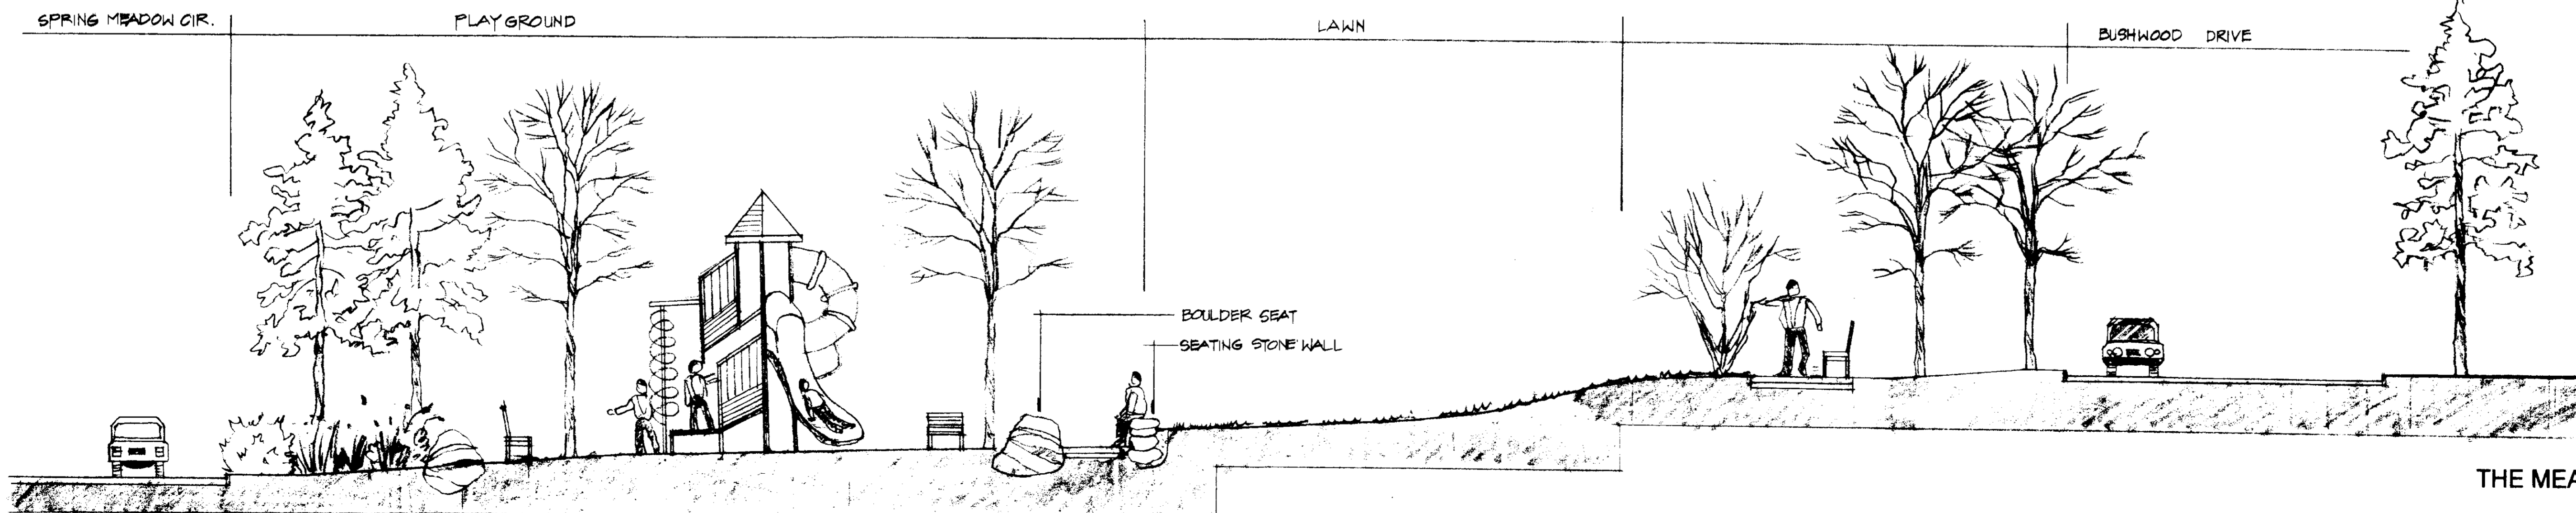 SPRING MEADOW CIR.
PLAYGROUND
LAWN
BUSHWOOD DRIVE
BOULDER SEAT
SEATING STONE WALL
THE MEA